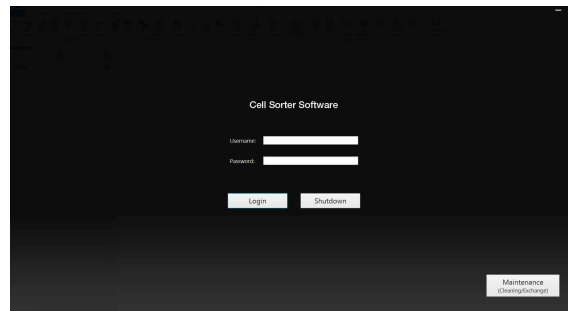 Cell Sorter Software
Username:
Password:
Login Shutdown
Maintenance
(Cleaning/Exchange)